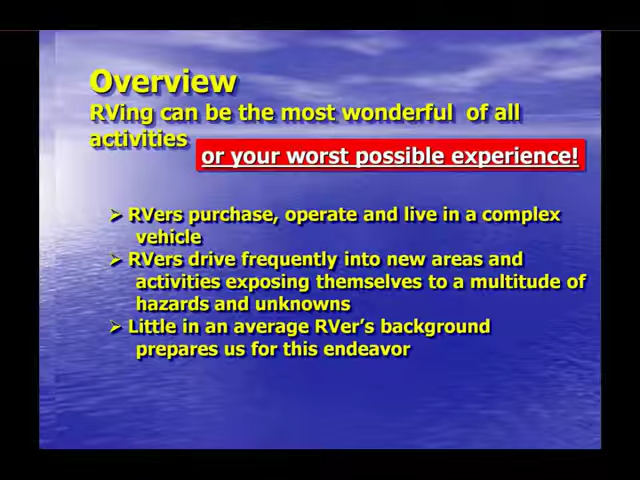 Overview
RVing can be the most wonderful of all
activities
or your worst possible experience!
➢ RVers purchase, operate and live in a complex
vehicle
➢ RVers drive frequently into new areas and
activities exposing themselves to a multitude of
hazards and unknowns
➢ Little in an average RVer’s background
prepares us for this endeavor